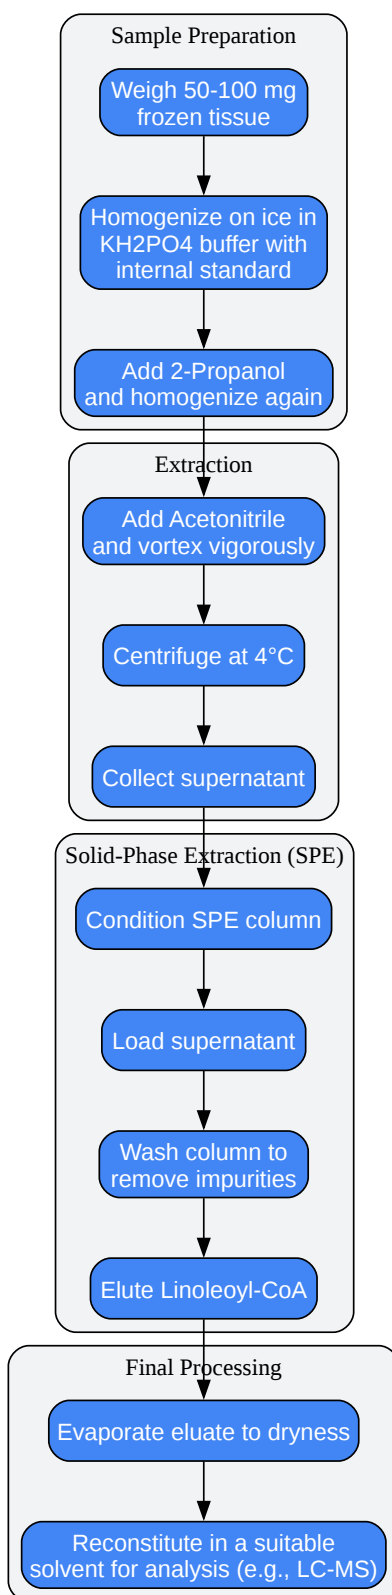 Sample Preparation
Weigh 50-100 mg
frozen tissue
Homogenize on ice in
KH2PO4 buffer with
internal standard
Add 2-Propanol
and homogenize again
Extraction
Add Acetonitrile
and vortex vigorously
Centrifuge at 4°C
Collect supernatant
Solid-Phase Extraction (SPE)
Condition SPE column
Load supernatant
Wash column to
remove impurities
Elute Linoleoyl-CoA
Final Processing
Evaporate eluate to dryness
Reconstitute in a suitable
solvent for analysis (e.g., LC-MS)